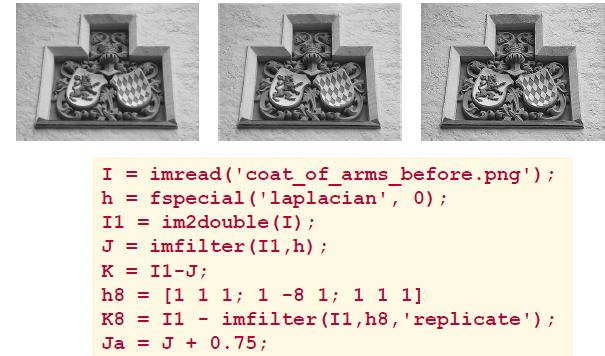 I = imread('coat_of_arms_before.png');
h = fspecial('laplacian', 0);
I1 = im2double(I);
J = imfilter(I1,h);
K = I1-J;
h8 = [1 1 1; 1 -8 1; 1 1 1]
K8 = I1 - imfilter(I1,h8,'replicate');
Ja = J + 0.75;